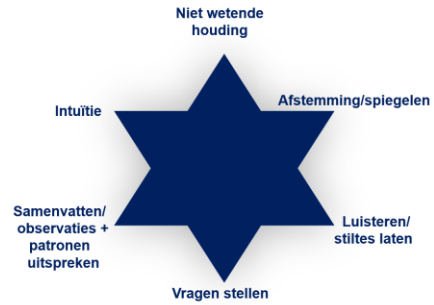 Niet wetende
houding
Afstemming/spiegelen
Intuïtie
Samenvatten/
observaties +
patronen
uitspreken
Luisteren/
stiltes laten
Vragen stellen